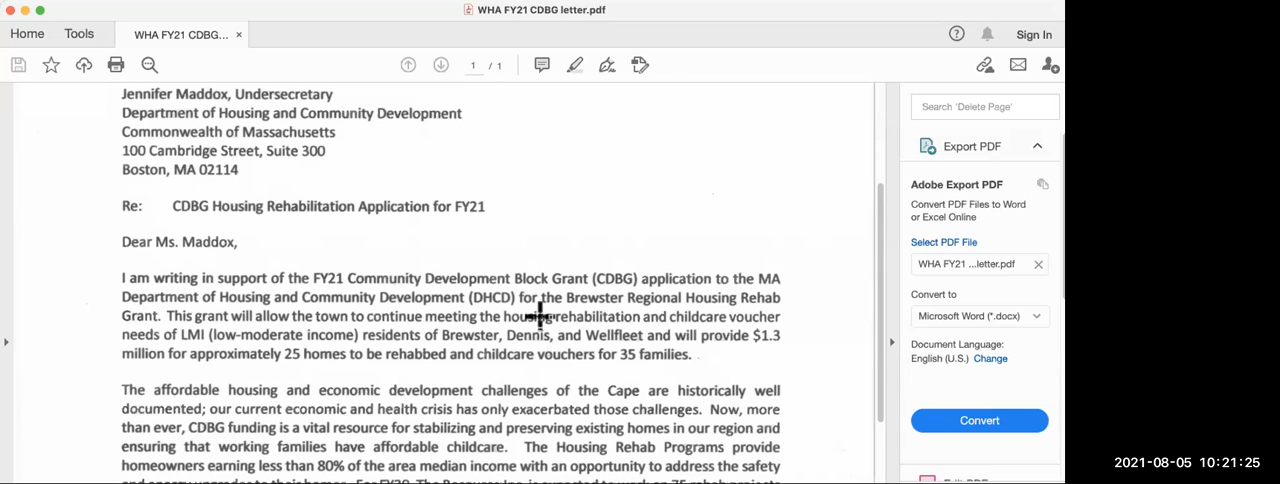 WHA FY21 CDBG letter.pdf
Home Tools WHA FY21 CDBG... × Sign In
1 / 1
Jennifer Maddox, Undersecretary
Department of Housing and Community Development
Commonwealth of Massachusetts
100 Cambridge Street, Suite 300
Boston, MA 02114
Re: CDBG Housing Rehabilitation Application for FY21
Dear Ms. Maddox,
I am writing in support of the FY21 Community Development Block Grant (CDBG) application to the MA
Department of Housing and Community Development (DHCD) for the Brewster Regional Housing Rehab
Grant. This grant will allow the town to continue meeting the housing rehabilitation and childcare voucher
needs of LMI (low-moderate income) residents of Brewster, Dennis, and Wellfleet and will provide $1.3
million for approximately 25 homes to be rehabbed and childcare vouchers for 35 families.
The affordable housing and economic development challenges of the Cape are historically well
documented; our current economic and health crisis has only exacerbated those challenges. Now, more
than ever, CDBG funding is a vital resource for stabilizing and preserving existing homes in our region and
ensuring that working families have affordable childcare. The Housing Rehab Programs provide
homeowners earning less than 80% of the area median income with an opportunity to address the safety
Search 'Delete Page'
Export PDF
Adobe Export PDF
Convert PDF Files to Word
or Excel Online
Select PDF File
WHA FY21 ...letter.pdf
Convert to
Microsoft Word (*.docx)
Document Language:
English (U.S.) Change
Convert
2021-08-05 10:21:25